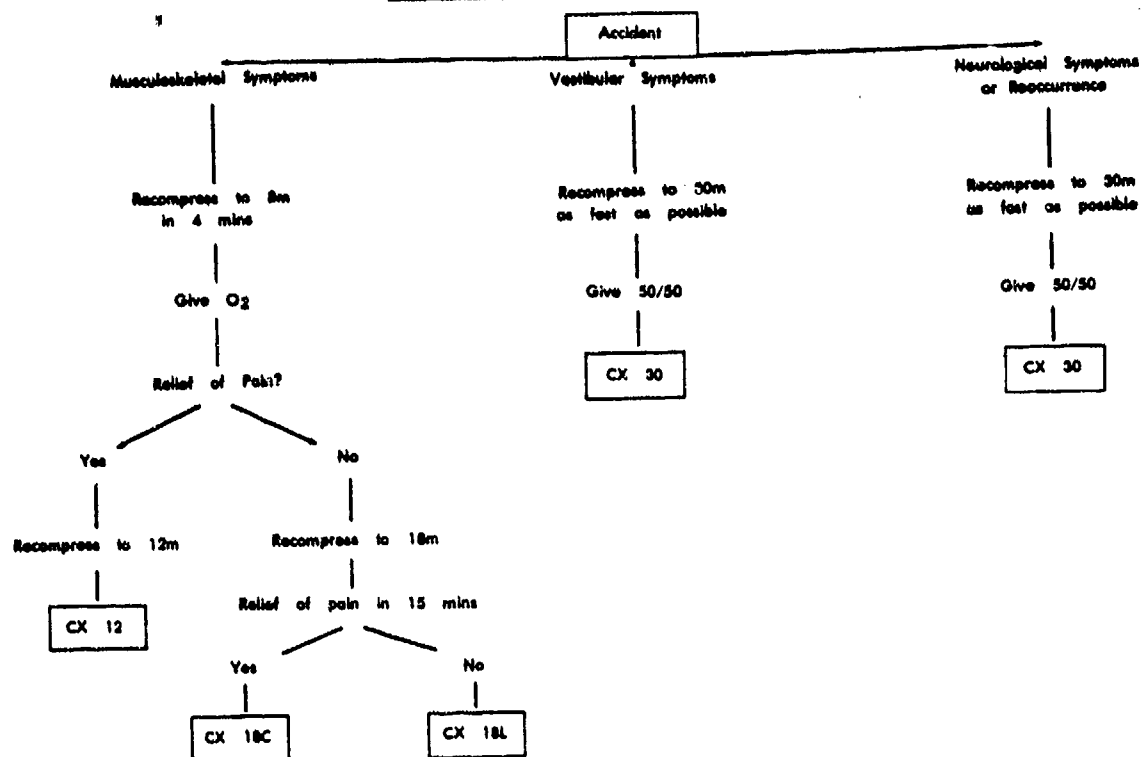 Accident
Musculoskeletal Symptoms
Vestibular Symptoms
Neurological Symptoms
or Reoccurrence
Recompress to 8m
in 4 mins
Recompress to 30m
as fast as possible
Recompress to 30m
as fast as possible
Give O2
Give 50/50
Give 50/50
CX 30
CX 30
Relief of Pain?
Yes
No
Recompress to 12m
Recompress to 18m
CX 12
Relief of pain in 15 mins
Yes
No
CX 18C
CX 18L